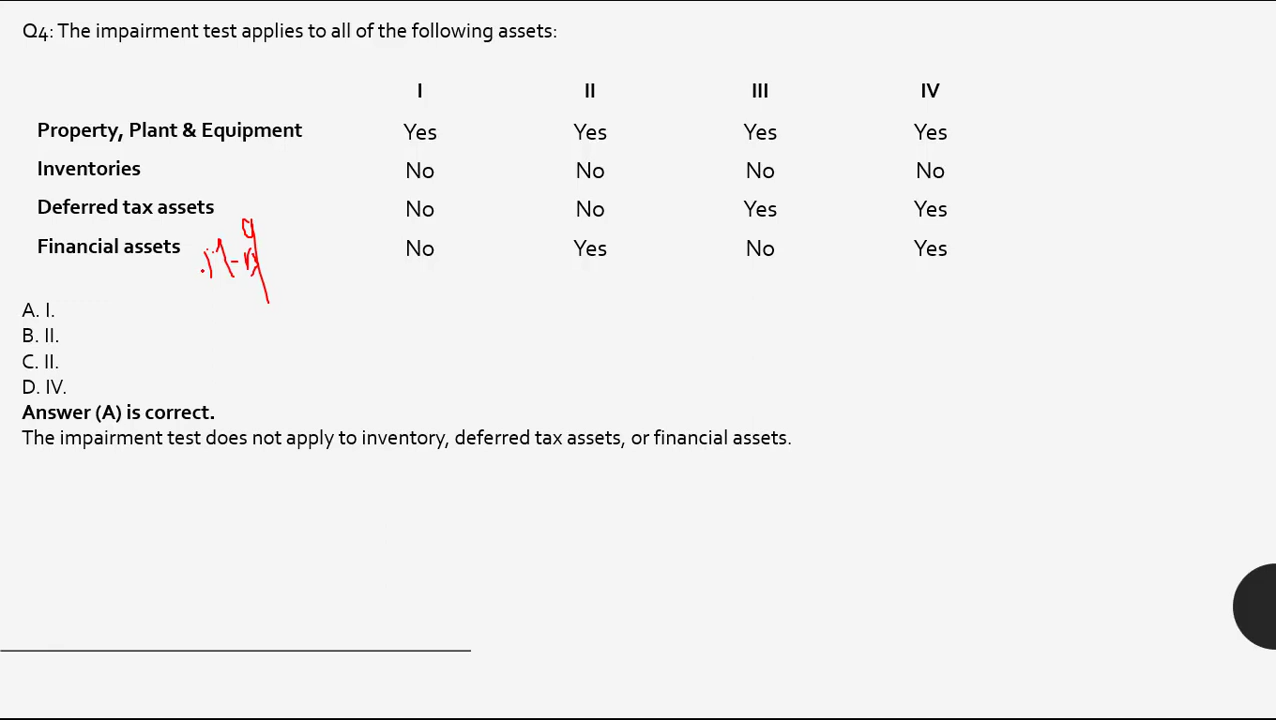 Q4: The impairment test applies to all of the following assets:
I II III IV
Property, Plant & Equipment Yes Yes Yes Yes
Inventories No No No No
Deferred tax assets No No Yes Yes
Financial assets No Yes No Yes
A. I.
B. II.
C. II.
D. IV.
Answer (A) is correct.
The impairment test does not apply to inventory, deferred tax assets, or financial assets.